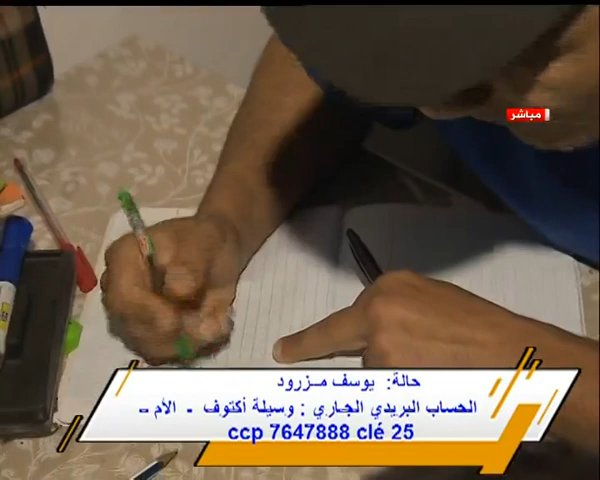 مباشر
حالة: يوسف مـزرود
الحساب البريدي الجاري : وسيلة أكتوف - الأم -
ccp 7647888 clé 25